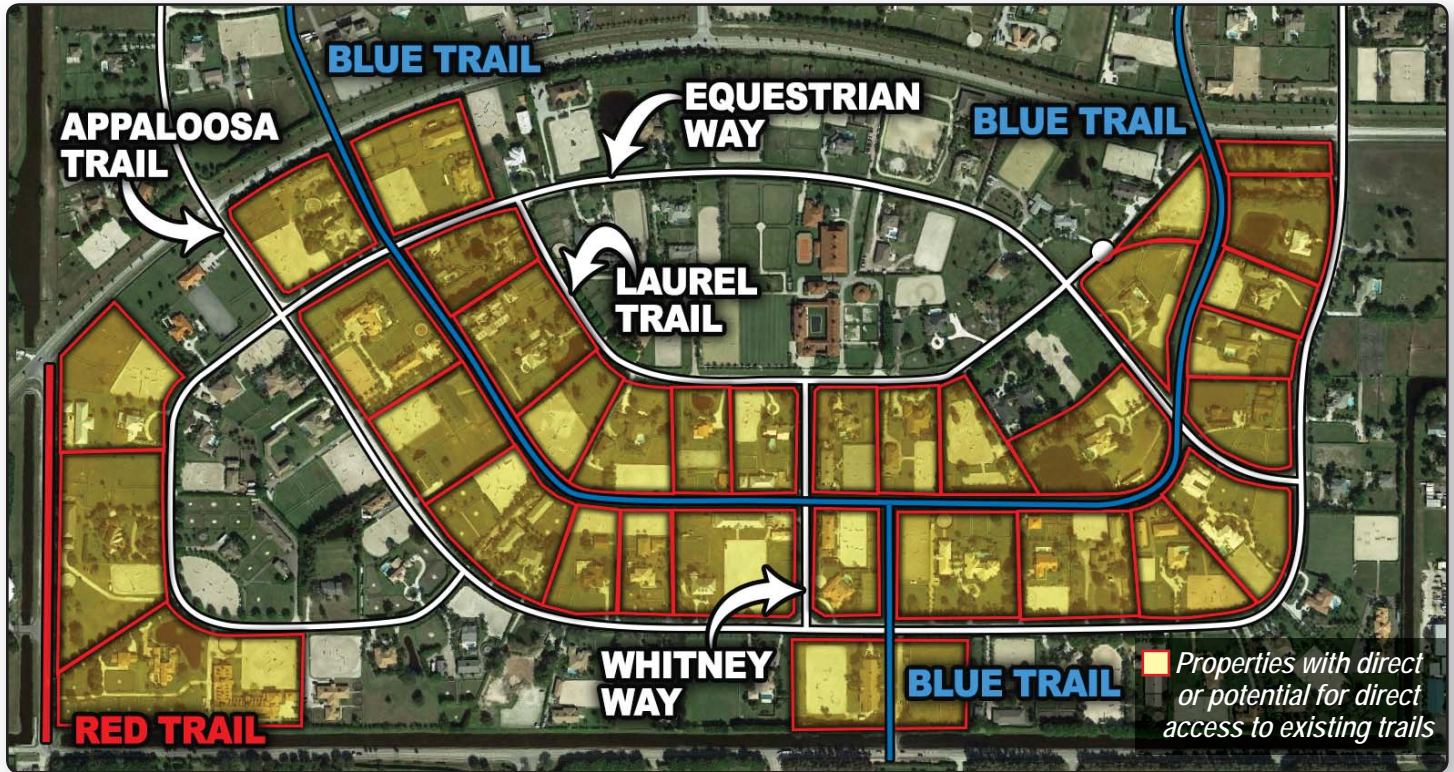 BLUE TRAIL
EQUESTRIAN
WAY
BLUE TRAIL
APPALOOSA
TRAIL
LAUREL
TRAIL
WHITNEY
WAY
BLUE TRAIL
Properties with direct
or potential for direct
access to existing trails
RED TRAIL